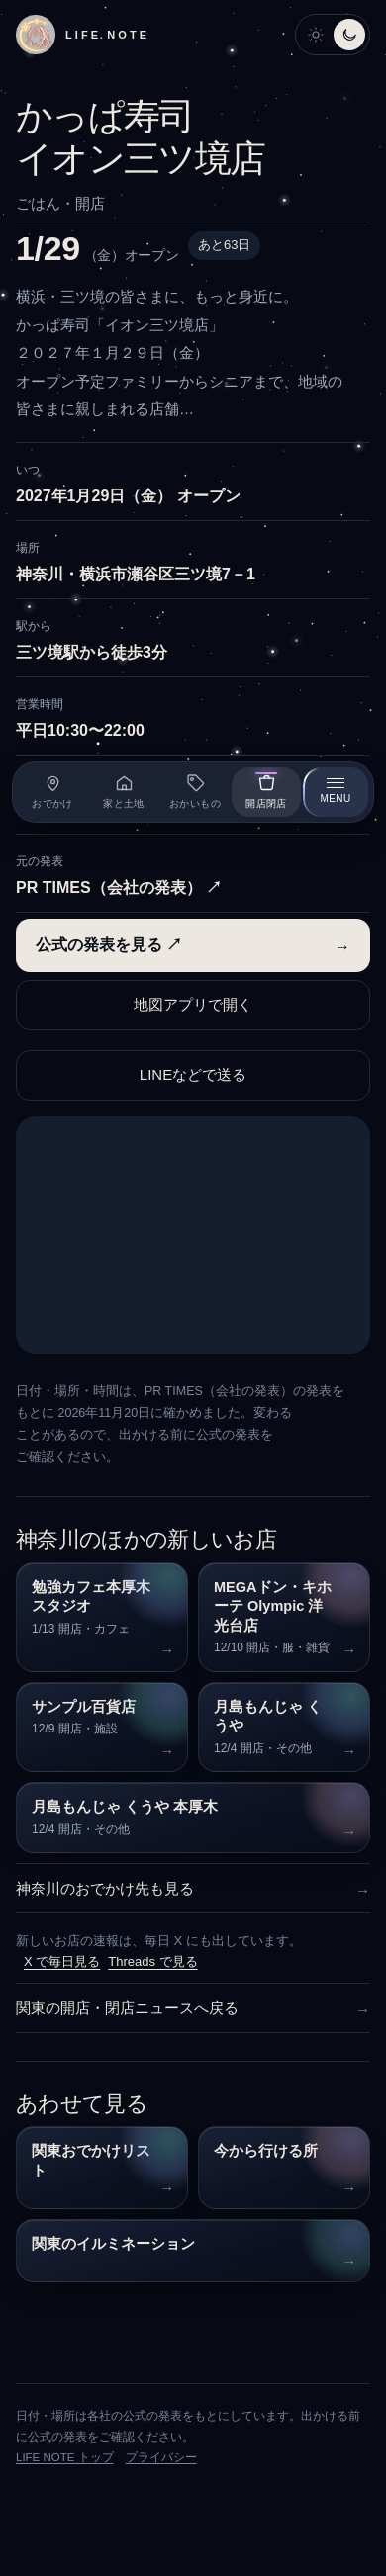 LIFE NOTE
かっぱ寿司
イオン三ツ境店
ごはん・開店
1/29 （金）オープン あと63日
横浜・三ツ境の皆さまに、もっと身近に。
かっぱ寿司「イオン三ツ境店」
２０２７年１月２９日（金）
オープン予定ファミリーからシニアまで、地域の
皆さまに親しまれる店舗…
いつ
2027年1月29日（金） オープン
場所
神奈川・横浜市瀬谷区三ツ境7－1
駅から
三ツ境駅から徒歩3分
営業時間
平日10:30〜22:00
おでかけ 家と土地 おかいもの 開店閉店 MENU
元の発表
PR TIMES（会社の発表） ↗
公式の発表を見る ↗ →
地図アプリで開く
LINEなどで送る
日付・場所・時間は、PR TIMES（会社の発表）の発表を
もとに 2026年11月20日に確かめました。変わる
ことがあるので、出かける前に公式の発表を
ご確認ください。
神奈川のほかの新しいお店
勉強カフェ本厚木
スタジオ
1/13 開店・カフェ
→
MEGAドン・キホ
ーテ Olympic 洋
光台店
12/10 開店・服・雑貨 →
サンプル百貨店
12/9 開店・施設
→
月島もんじゃ く
うや
12/4 開店・その他 →
月島もんじゃ くうや 本厚木
12/4 開店・その他 →
神奈川のおでかけ先も見る →
新しいお店の速報は、毎日 X にも出しています。
X で毎日見る Threads で見る
関東の開店・閉店ニュースへ戻る →
あわせて見る
関東おでかけリス
ト
→
今から行ける所
→
関東のイルミネーション
→
日付・場所は各社の公式の発表をもとにしています。出かける前
に公式の発表をご確認ください。
LIFE NOTE トップ プライバシー